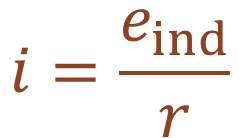 i = e_ind / r